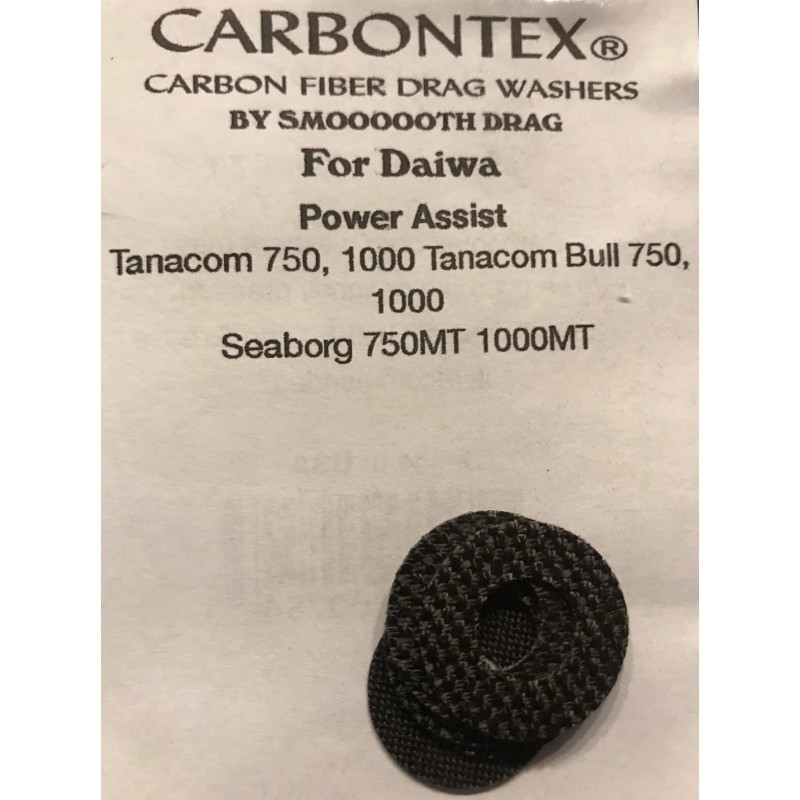 CARBONTEX®
CARBON FIBER DRAG WASHERS
BY SMOOOOOTH DRAG
For Daiwa
Power Assist
Tanacom 750, 1000 Tanacom Bull 750,
1000
Seaborg 750MT 1000MT